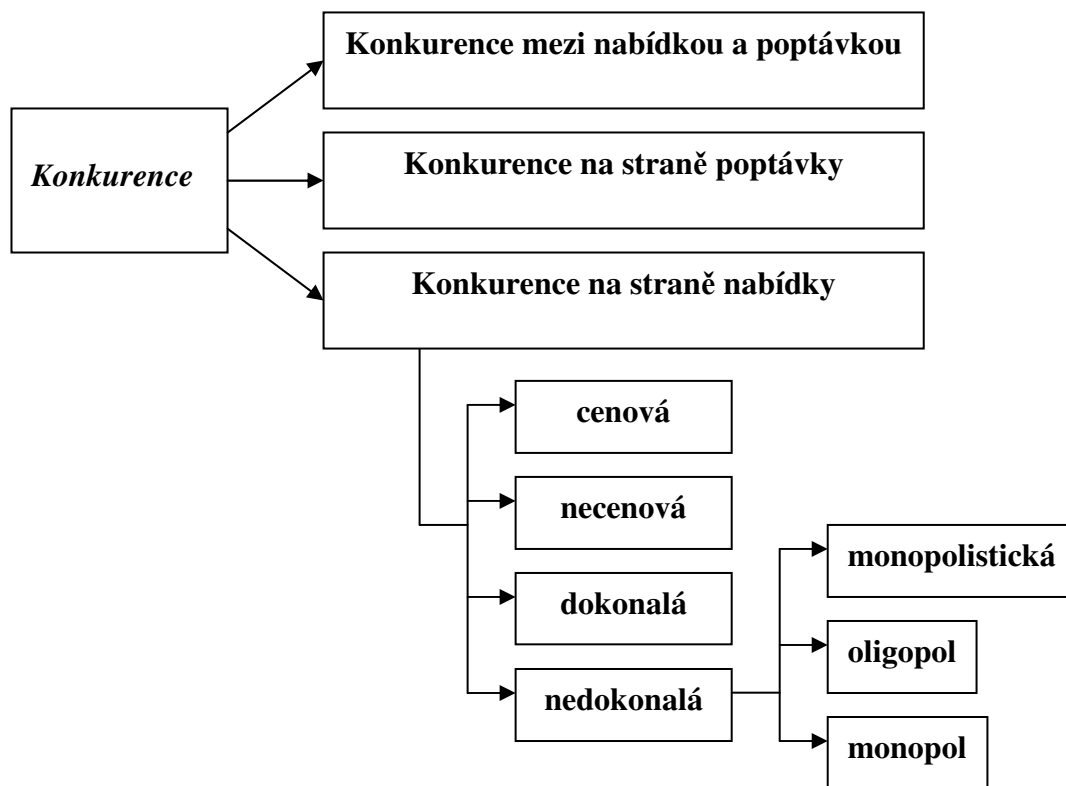 Konkurence mezi nabídkou a poptávkou
Konkurence
Konkurence na straně poptávky
Konkurence na straně nabídky
cenová
necenová
dokonalá
nedokonalá
monopolistická
oligopol
monopol